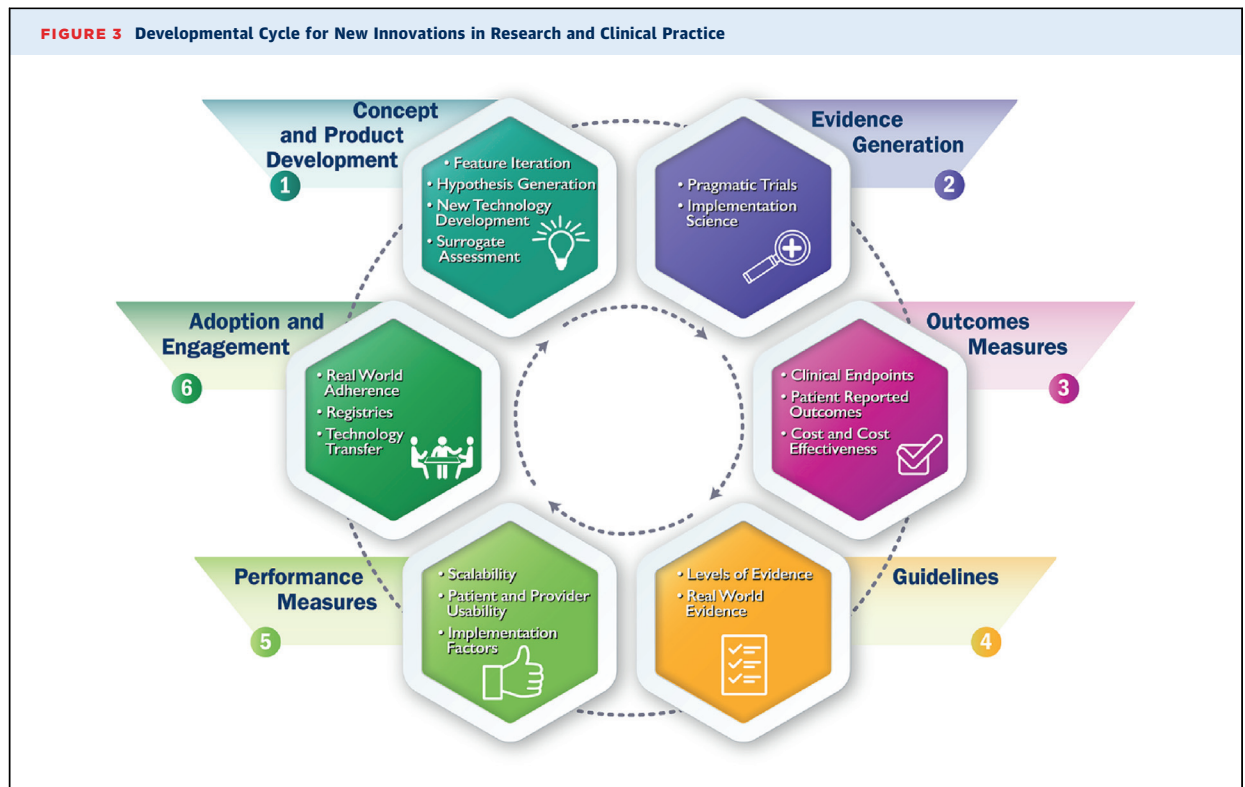 FIGURE 3 Developmental Cycle for New Innovations in Research and Clinical Practice
Concept
and Product
Development
1
• Feature Iteration
• Hypothesis Generation
• New Technology
Development
• Surrogate
Assessment
Evidence
Generation
2
• Pragmatic Trials
• Implementation
Science
Outcomes
Measures
3
• Clinical Endpoints
• Patient Reported
Outcomes
• Cost and Cost
Effectiveness
Guidelines
4
• Levels of Evidence
• Real World
Evidence
Performance
Measures
5
• Scalability
• Patient and Provider
Usability
• Implementation
Factors
Adoption and
Engagement
6
• Real World
Adherence
• Registries
• Technology
Transfer